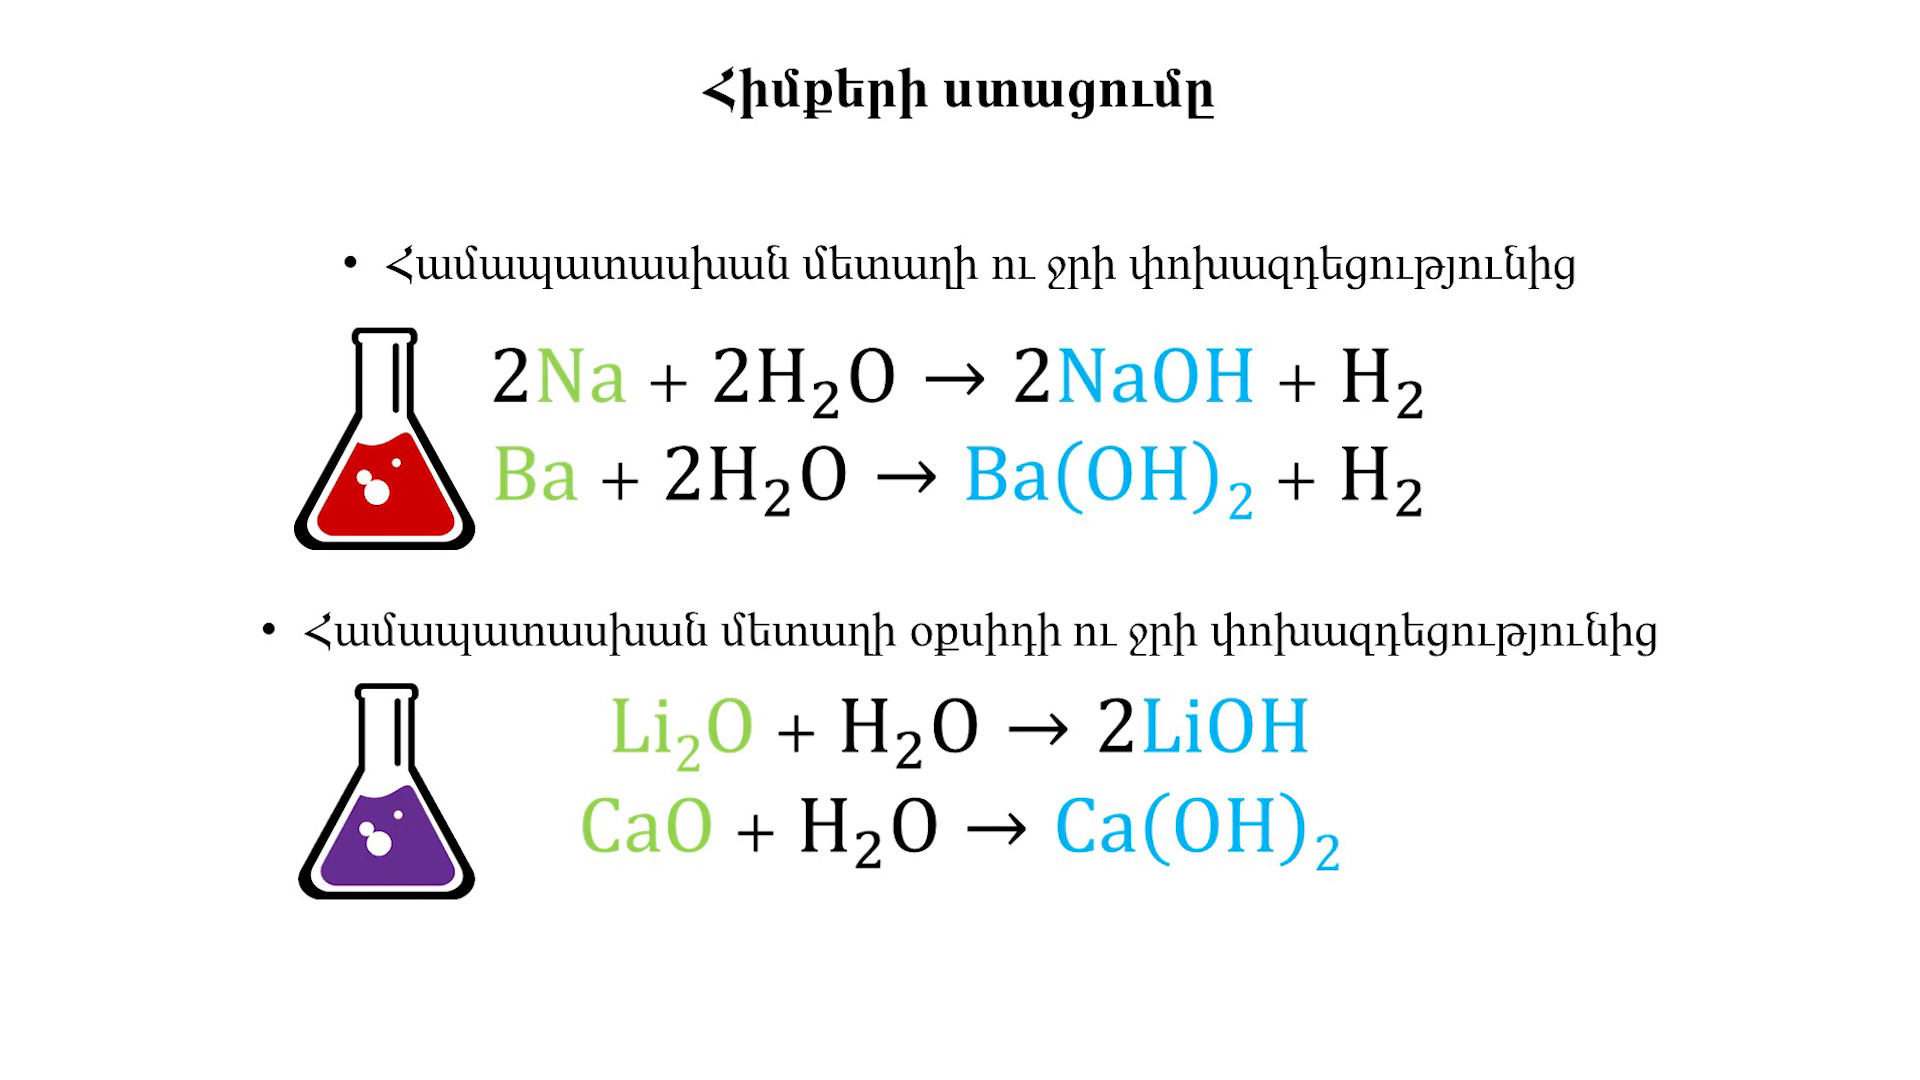 Հիմքերի ստացումը
• Համապատասխան մետաղի ու ջրի փոխազդեցությունից
2Na + 2H₂O → 2NaOH + H₂
Ba + 2H₂O → Ba(OH)₂ + H₂
• Համապատասխան մետաղի օքսիդի ու ջրի փոխազդեցությունից
Li₂O + H₂O → 2LiOH
CaO + H₂O → Ca(OH)₂